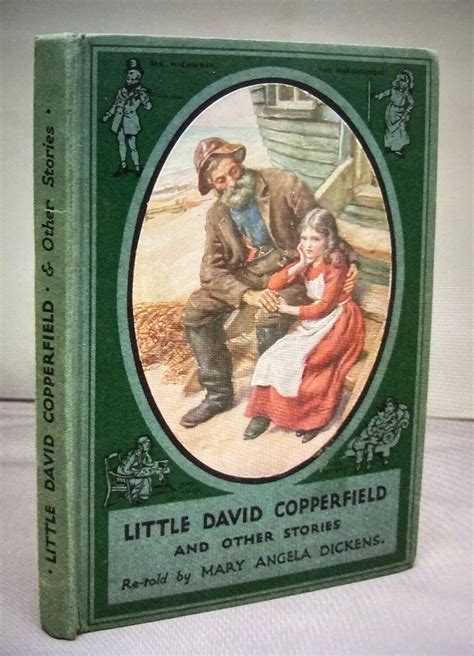 · LITTLE DAVID COPPERFIELD · & Other Stories ·
MR. MICAWBER.
THE MARCHIONESS
LITTLE DAVID COPPERFIELD
AND OTHER STORIES
Re-told by MARY ANGELA DICKENS.